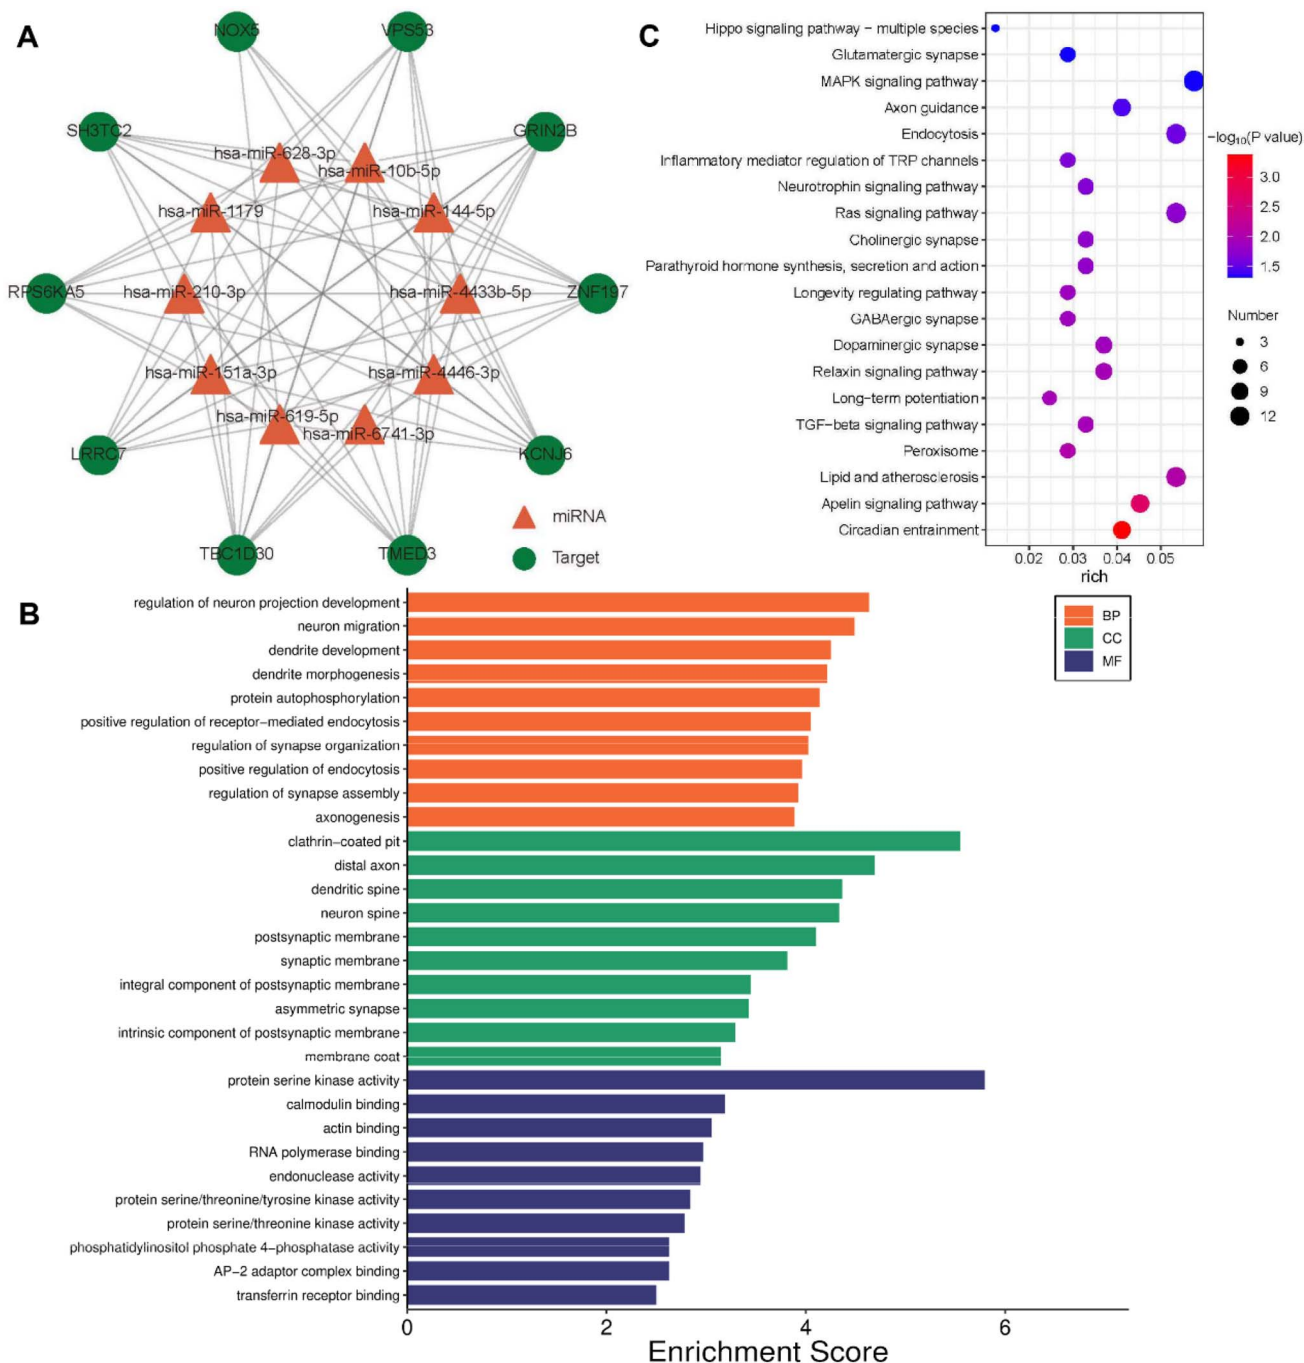 A
NOX5
VPS53
SH3TC2
GRIN2B
hsa-miR-628-3p
hsa-miR-10b-5p
hsa-miR-1179
hsa-miR-144-5p
RPS6KA5
hsa-miR-210-3p
hsa-miR-4433b-5p
ZNF197
hsa-miR-151a-3p
hsa-miR-4446-3p
hsa-miR-619-5p
hsa-miR-6741-3p
LRRC7
KCNJ6
TBC1D30
TMED3
miRNA
Target
C
Hippo signaling pathway − multiple species
Glutamatergic synapse
MAPK signaling pathway
Axon guidance
Endocytosis
Inflammatory mediator regulation of TRP channels
Neurotrophin signaling pathway
Ras signaling pathway
Cholinergic synapse
Parathyroid hormone synthesis, secretion and action
Longevity regulating pathway
GABAergic synapse
Dopaminergic synapse
Relaxin signaling pathway
Long−term potentiation
TGF−beta signaling pathway
Peroxisome
Lipid and atherosclerosis
Apelin signaling pathway
Circadian entrainment
0.02 0.03 0.04 0.05
rich
−log₁₀(P value)
3.0
2.5
2.0
1.5
Number
3
6
9
12
B
regulation of neuron projection development
neuron migration
dendrite development
dendrite morphogenesis
protein autophosphorylation
positive regulation of receptor−mediated endocytosis
regulation of synapse organization
positive regulation of endocytosis
regulation of synapse assembly
axonogenesis
clathrin−coated pit
distal axon
dendritic spine
neuron spine
postsynaptic membrane
synaptic membrane
integral component of postsynaptic membrane
asymmetric synapse
intrinsic component of postsynaptic membrane
membrane coat
protein serine kinase activity
calmodulin binding
actin binding
RNA polymerase binding
endonuclease activity
protein serine/threonine/tyrosine kinase activity
protein serine/threonine kinase activity
phosphatidylinositol phosphate 4−phosphatase activity
AP−2 adaptor complex binding
transferrin receptor binding
0 2 4 6
Enrichment Score
BP
CC
MF